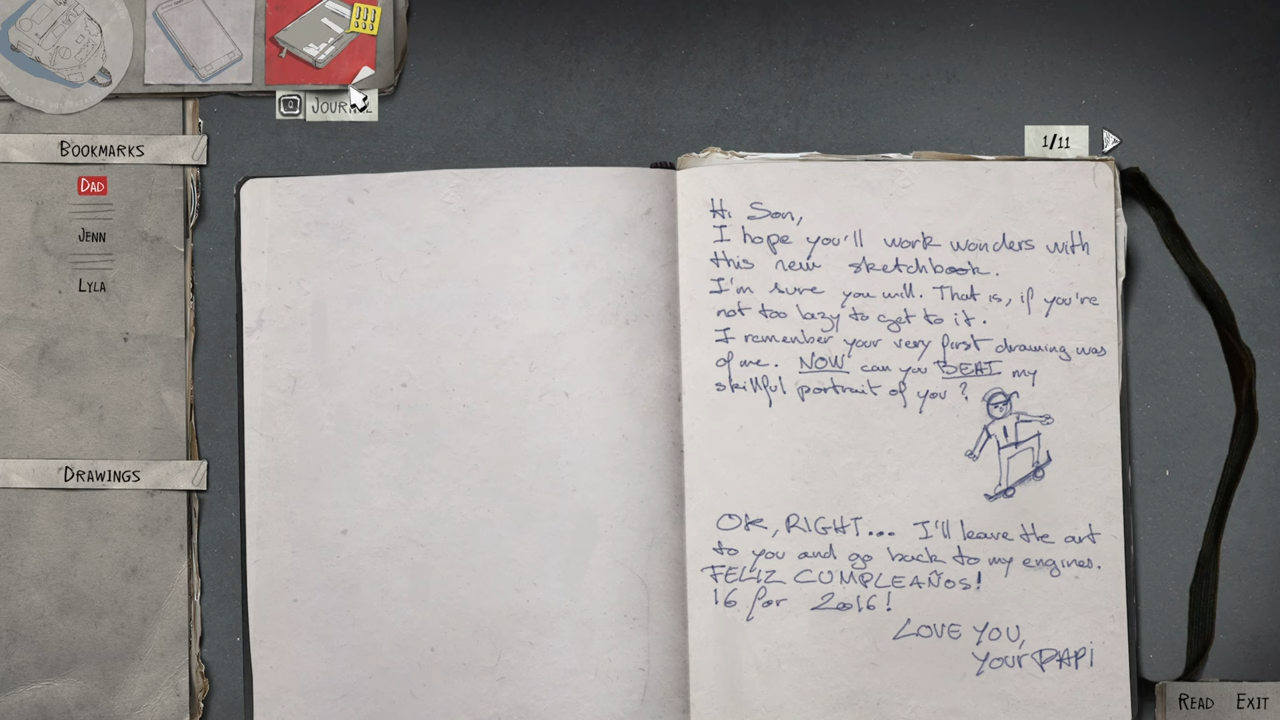 JOURNAL
BOOKMARKS
DAD
JENN
LYLA
DRAWINGS
1/11
Hi Son,
I hope you'll work wonders with
this new sketchbook.
I'm sure you will. That is, if you're
not too lazy to get to it.
I remember your very first drawing was
of me. NOW can you BEAT my
skillful portrait of you?
OK, RIGHT... I'll leave the art
to you and go back to my engines.
FELIZ CUMPLEAÑOS!
16 for 2016!
LOVE YOU,
Your PAPI
READ EXIT